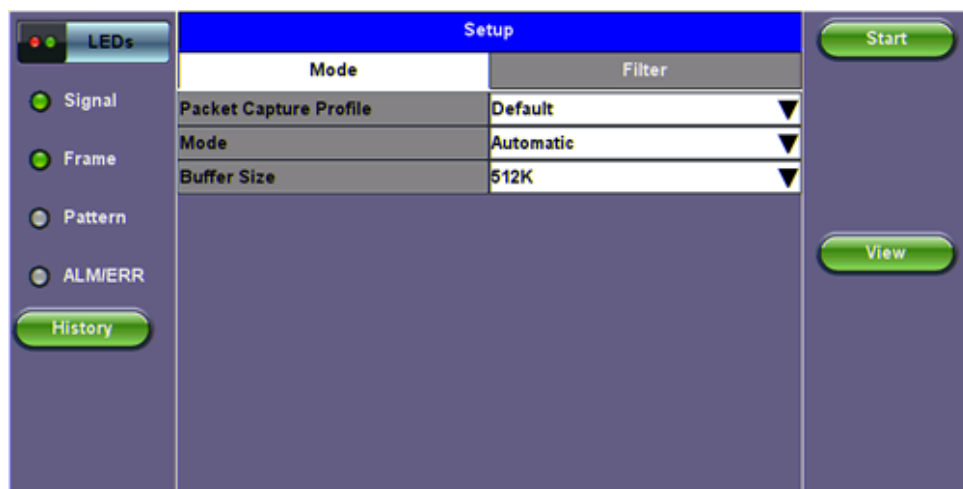 LEDs
Signal
Frame
Pattern
ALM/ERR
History
Setup
Mode Filter
Packet Capture Profile Default
Mode Automatic
Buffer Size 512K
Start
View